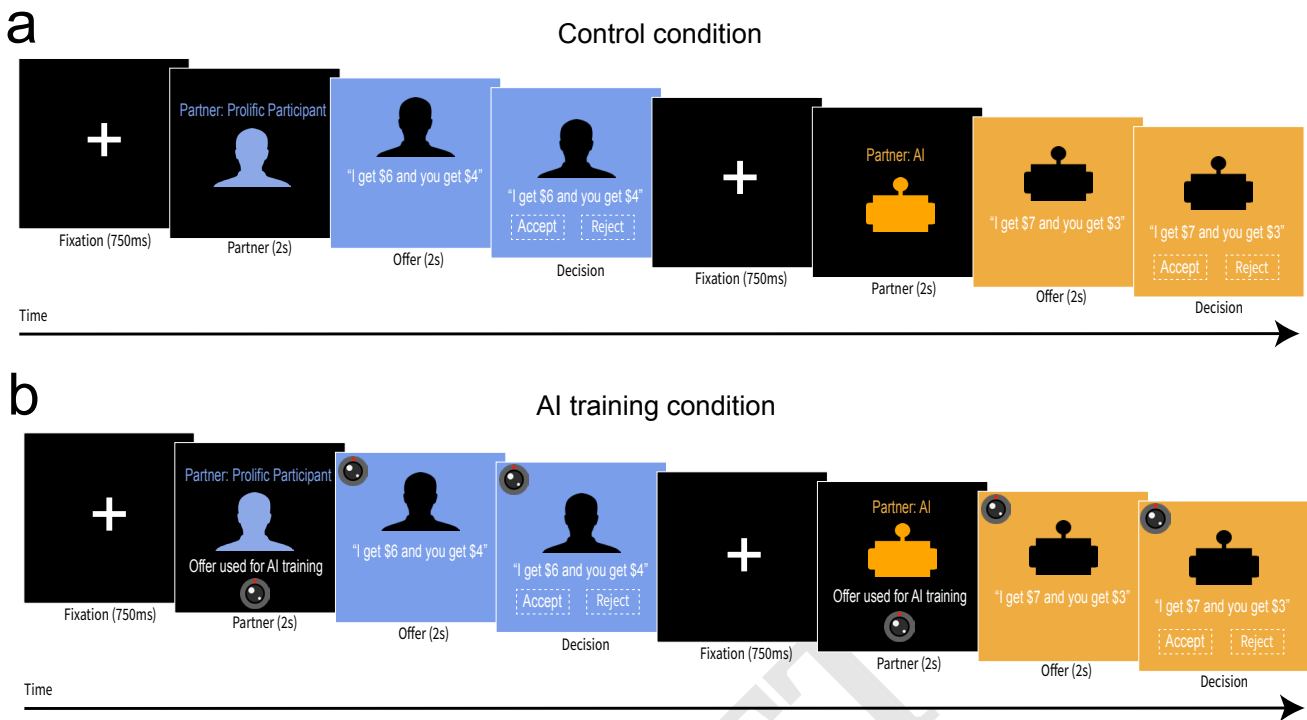 a
Control condition
Fixation (750ms)
Partner: Prolific Participant
Partner (2s)
“I get $6 and you get $4”
Offer (2s)
“I get $6 and you get $4”
Accept Reject
Decision
Fixation (750ms)
Partner: AI
Partner (2s)
“I get $7 and you get $3”
Offer (2s)
“I get $7 and you get $3”
Accept Reject
Decision
Time
b
AI training condition
Fixation (750ms)
Partner: Prolific Participant
Offer used for AI training
Partner (2s)
“I get $6 and you get $4”
Offer (2s)
“I get $6 and you get $4”
Accept Reject
Decision
Fixation (750ms)
Partner: AI
Offer used for AI training
Partner (2s)
“I get $7 and you get $3”
Offer (2s)
“I get $7 and you get $3”
Accept Reject
Decision
Time